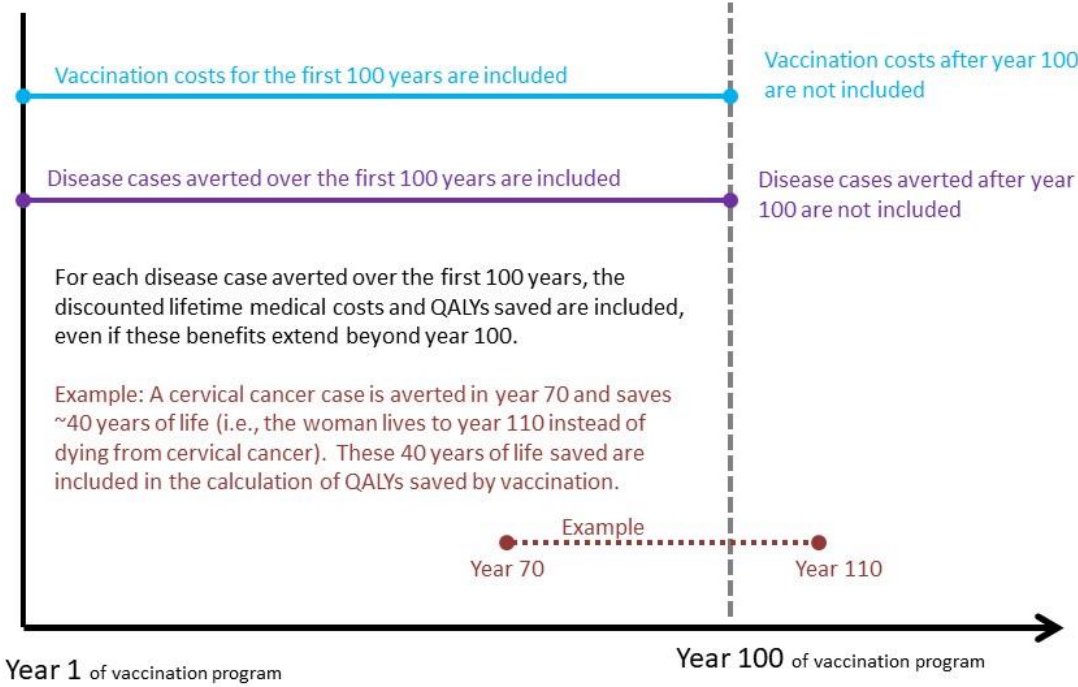 Vaccination costs for the first 100 years are included
Vaccination costs after year 100
are not included
Disease cases averted over the first 100 years are included
Disease cases averted after year
100 are not included
For each disease case averted over the first 100 years, the
discounted lifetime medical costs and QALYs saved are included,
even if these benefits extend beyond year 100.
Example: A cervical cancer case is averted in year 70 and saves
~40 years of life (i.e., the woman lives to year 110 instead of
dying from cervical cancer).  These 40 years of life saved are
included in the calculation of QALYs saved by vaccination.
Example
Year 70
Year 110
Year 1 of vaccination program
Year 100 of vaccination program